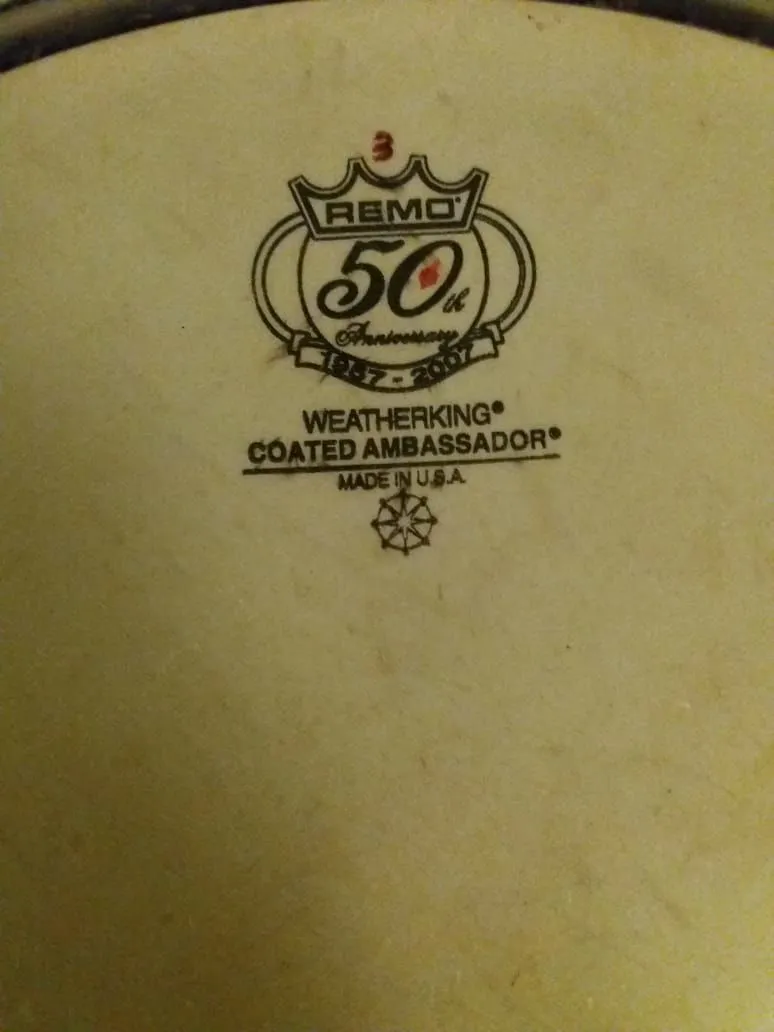 3
REMO®
50th
Anniversary
1957 - 2007
WEATHERKING®
COATED AMBASSADOR®
MADE IN U.S.A.